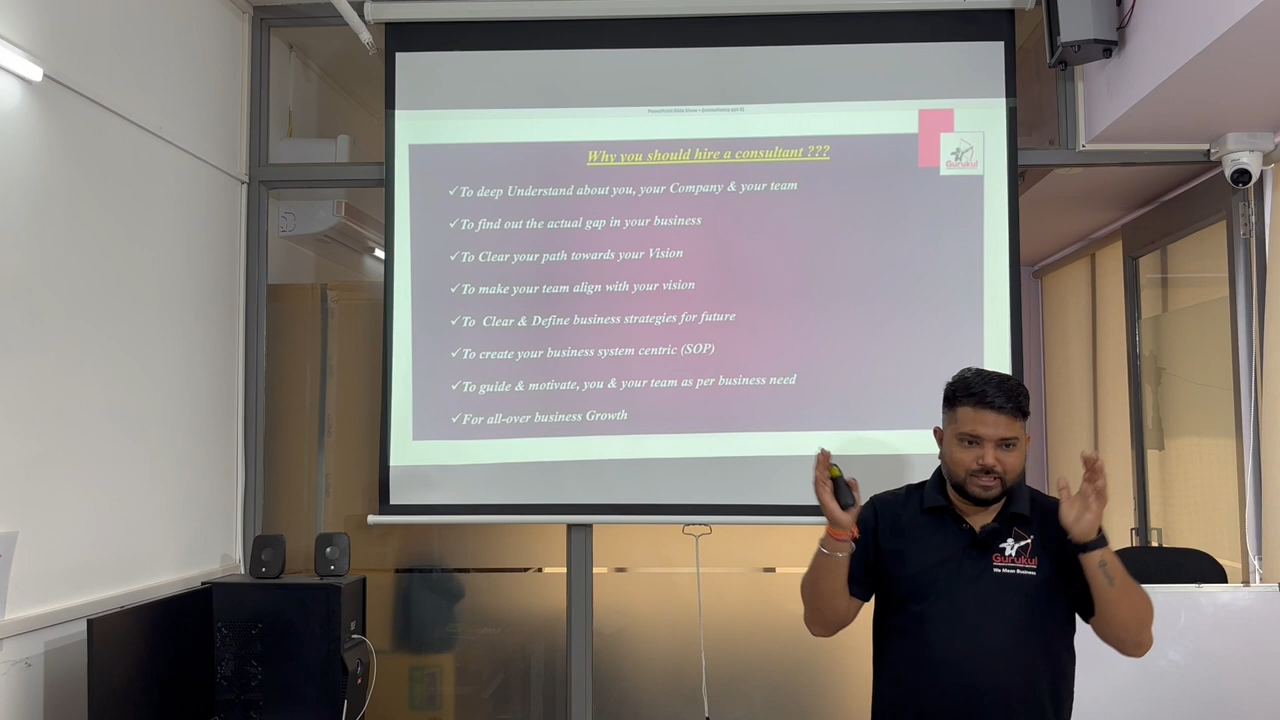 Why you should hire a consultant ???
Gurukul
✓To deep Understand about you, your Company & your team
✓To find out the actual gap in your business
✓To Clear your path towards your Vision
✓To make your team align with your vision
✓To Clear & Define business strategies for future
✓To create your business system centric (SOP)
✓To guide & motivate, you & your team as per business need
✓For all-over business Growth
Gurukul
We Mean Business